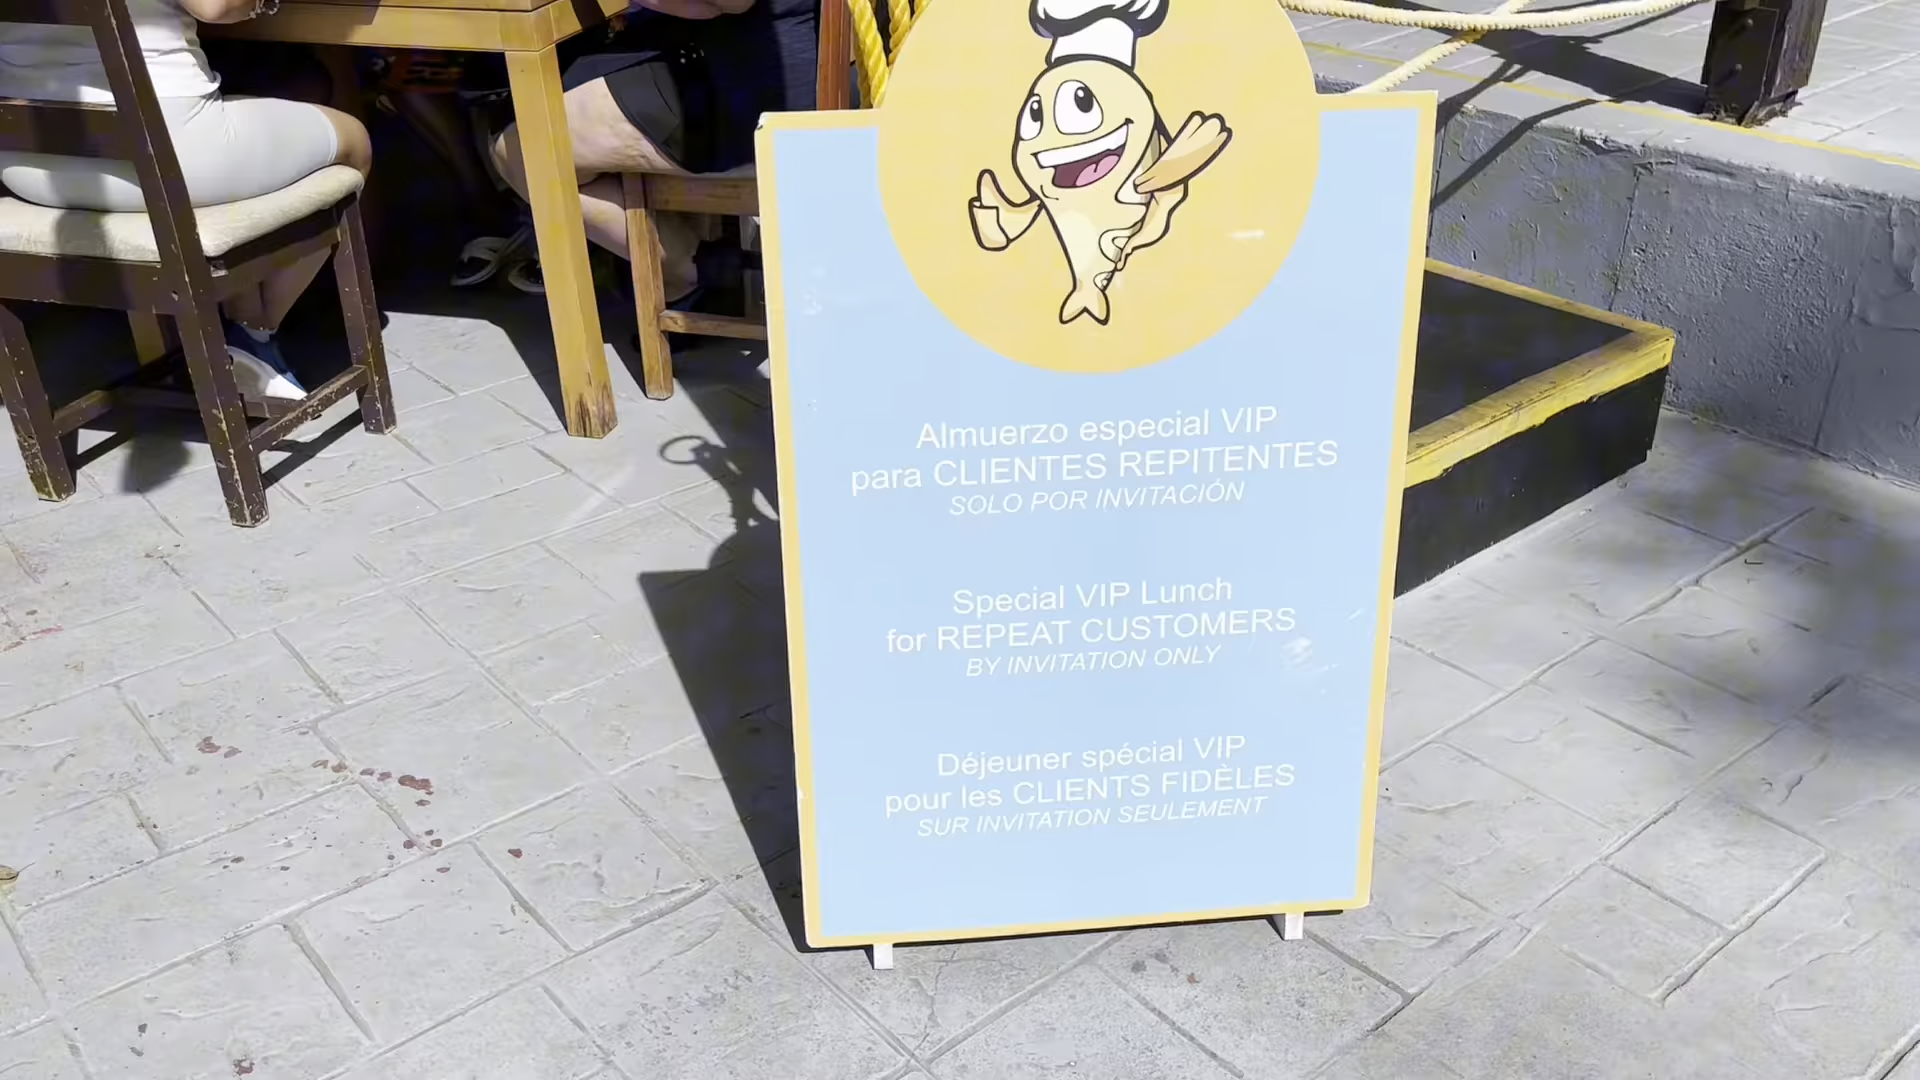 Almuerzo especial VIP
para CLIENTES REPITENTES
SOLO POR INVITACIÓN
Special VIP Lunch
for REPEAT CUSTOMERS
BY INVITATION ONLY
Déjeuner spécial VIP
pour les CLIENTS FIDÈLES
SUR INVITATION SEULEMENT